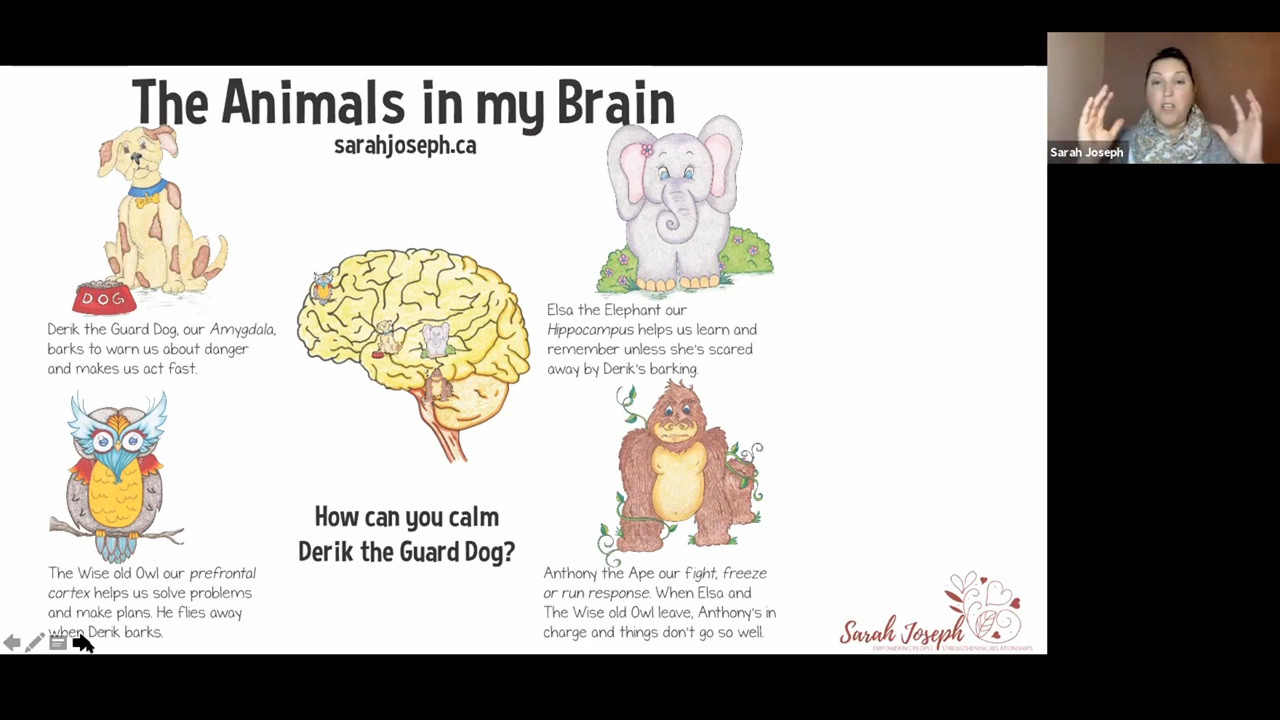 The Animals in my Brain
sarahjoseph.ca
DOG
Derik the Guard Dog, our Amygdala,
barks to warn us about danger
and makes us act fast.
Elsa the Elephant our
Hippocampus helps us learn and
remember unless she's scared
away by Derik's barking.
How can you calm
Derik the Guard Dog?
The Wise old Owl our prefrontal
cortex helps us solve problems
and make plans. He flies away
when Derik barks.
Anthony the Ape our fight, freeze
or run response. When Elsa and
The Wise old Owl leave, Anthony's in
charge and things don't go so well.
Sarah Joseph
EMPOWERING PEOPLE STRENGTHENING RELATIONSHIPS
Sarah Joseph